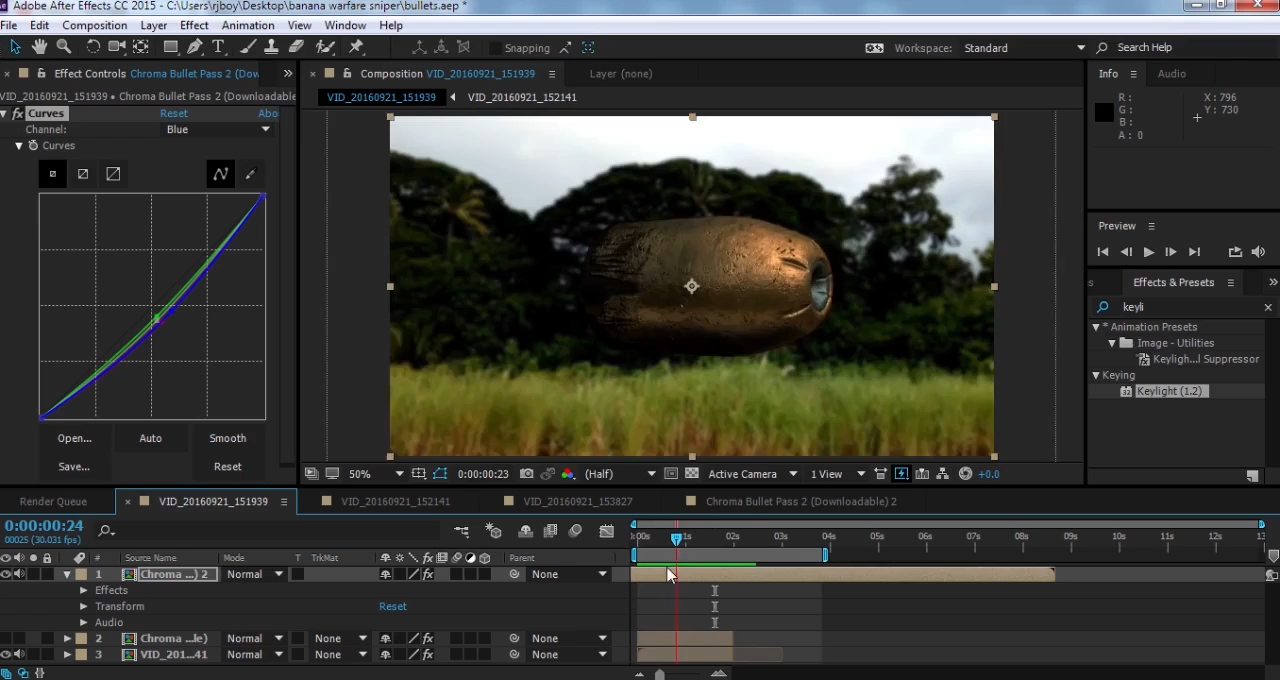 Adobe After Effects CC 2015 - C:\Users\rjboy\Desktop\banana warfare sniper\bullets.aep *
File Edit Composition Layer Effect Animation View Window Help
Snapping
Workspace: Standard
Search Help
Effect Controls Chroma Bullet Pass 2 (Dow
Composition VID_20160921_151939
Layer (none)
Info
Audio
VID_20160921_151939 • Chroma Bullet Pass 2 (Downloadable
VID_20160921_151939
VID_20160921_152141
R:
G:
B:
A: 0
X: 796
Y: 730
fx Curves
Reset
Abo
Channel:
Blue
Curves
Open...
Auto
Smooth
Save...
Reset
Preview
Effects & Presets
keyli
* Animation Presets
Image - Utilities
Keyligh...l Suppressor
Keying
Keylight (1.2)
50%
0:00:00:23
(Half)
Active Camera
1 View
+0.0
Render Queue
VID_20160921_151939
VID_20160921_152141
VID_20160921_153827
Chroma Bullet Pass 2 (Downloadable) 2
0:00:00:24
00025 (30.031 fps)
:00s
1s
02s
03s
04s
05s
06s
07s
08s
09s
10s
11s
12s
13
#
Source Name
Mode
T
TrkMat
Parent
1
Chroma ...) 2
Normal
None
Effects
Transform
Reset
Audio
2
Chroma ...le)
Normal
None
None
3
VID_201...41
Normal
None
None